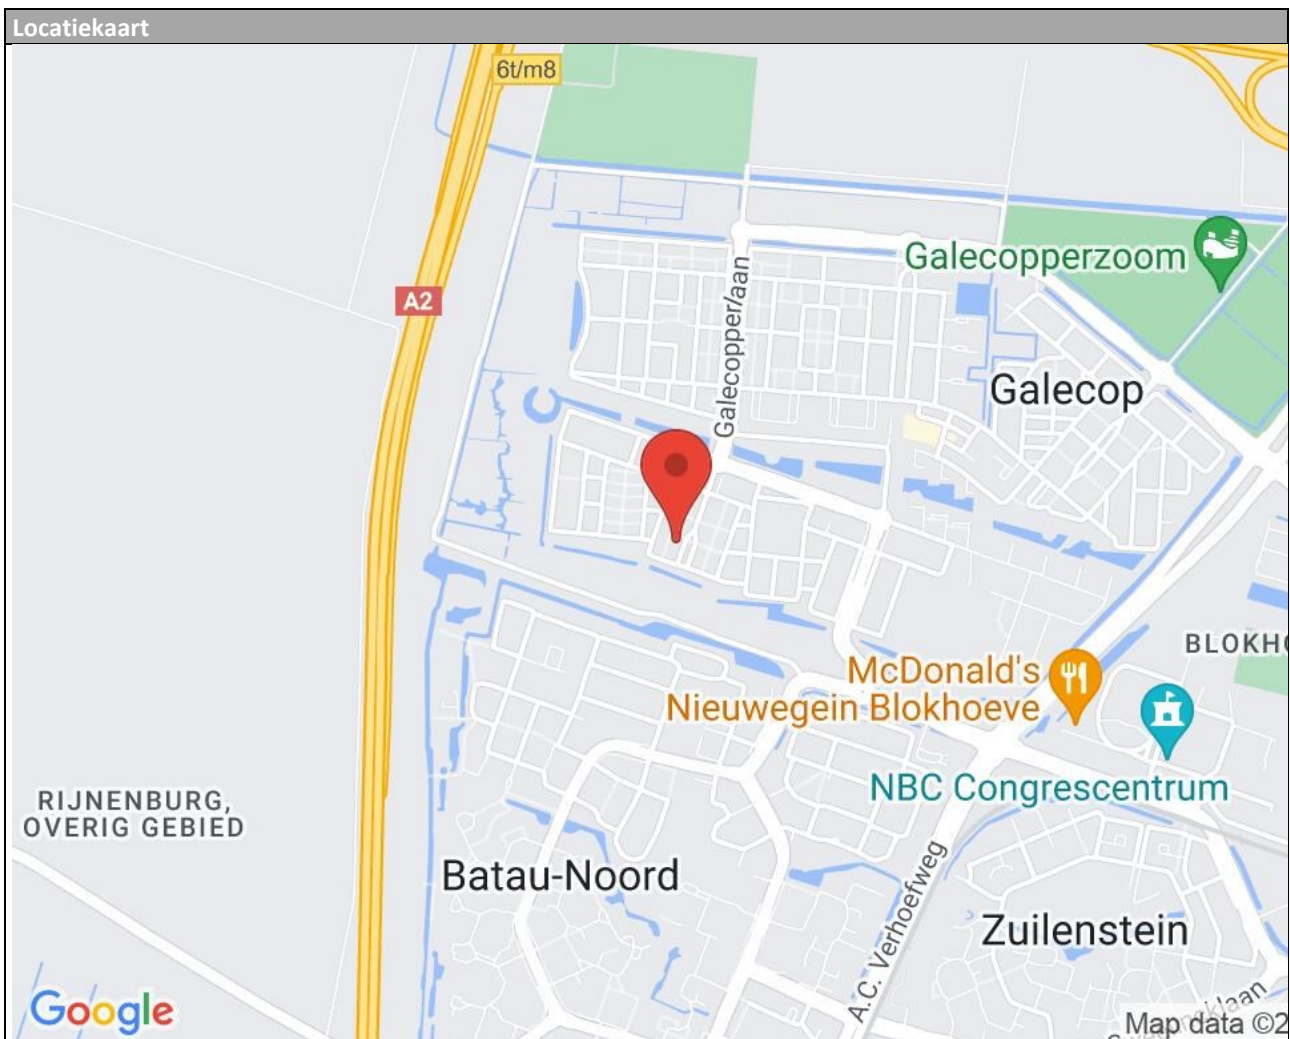 Locatiekaart
6t/m8
A2
Galecopperlaan
Galecopperzoom
Galecop
BLOKHO
McDonald's
Nieuwegein Blokhoeve
NBC Congrescentrum
RIJNENBURG,
OVERIG GEBIED
Batau-Noord
A.C. Verhoefweg
Zuilenstein
Google
Map data ©2